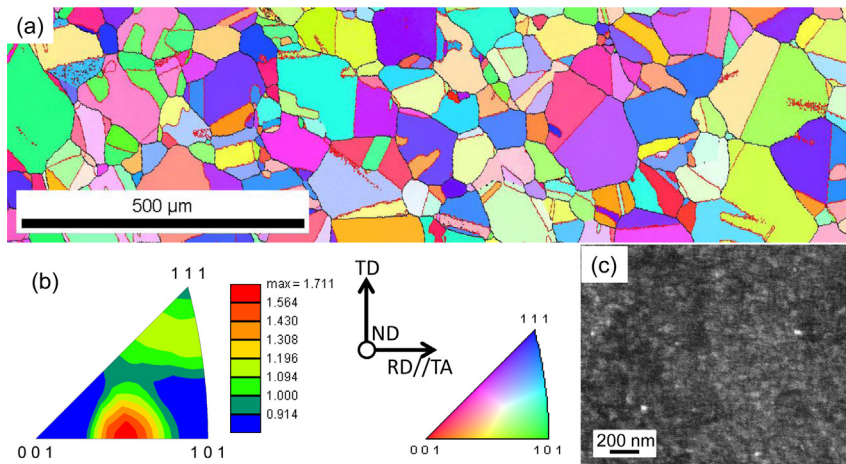 (a)
500 µm
(b)
1 1 1
max = 1.711
1.564
1.430
1.308
1.196
1.094
1.000
0.914
0 0 1
1 0 1
TD
ND
RD//TA
1 1 1
0 0 1
1 0 1
(c)
200 nm